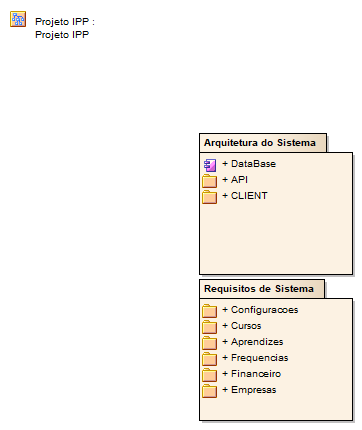 Projeto IPP :
Projeto IPP
Arquitetura do Sistema
+ DataBase
+ API
+ CLIENT
Requisitos de Sistema
+ Configuracoes
+ Cursos
+ Aprendizes
+ Frequencias
+ Financeiro
+ Empresas